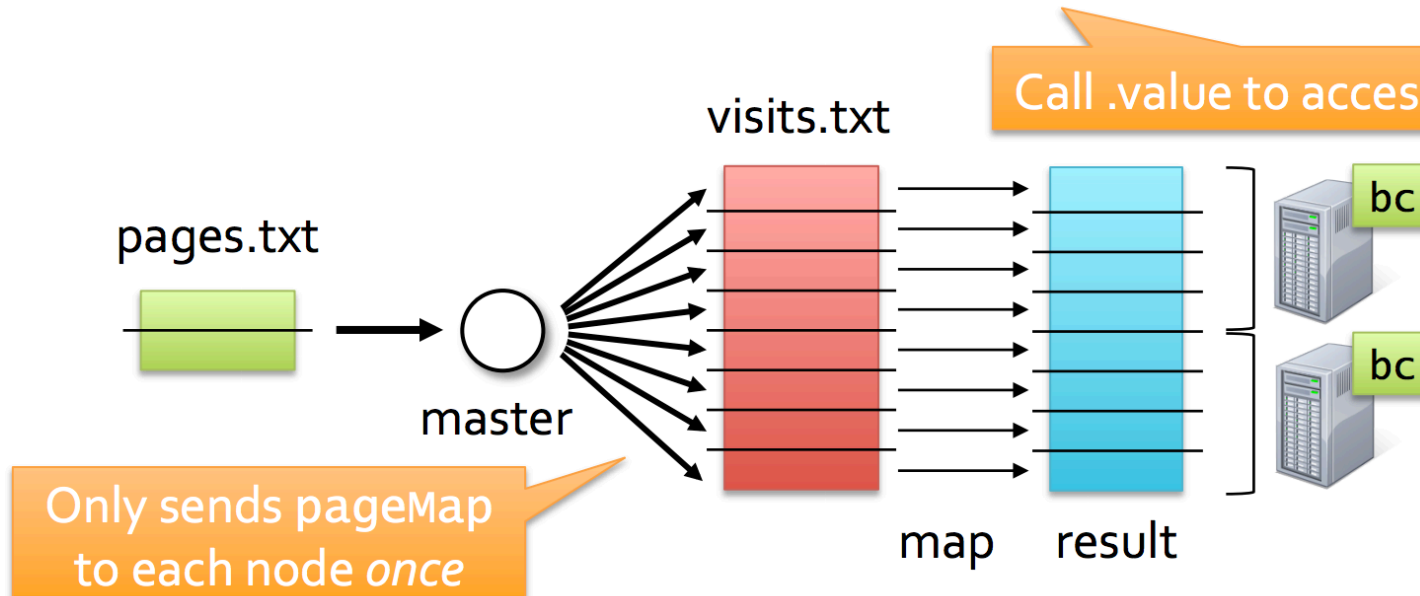 Call .value to acces
visits.txt
bc
pages.txt
master
bc
Only sends pageMap
to each node once
map
result